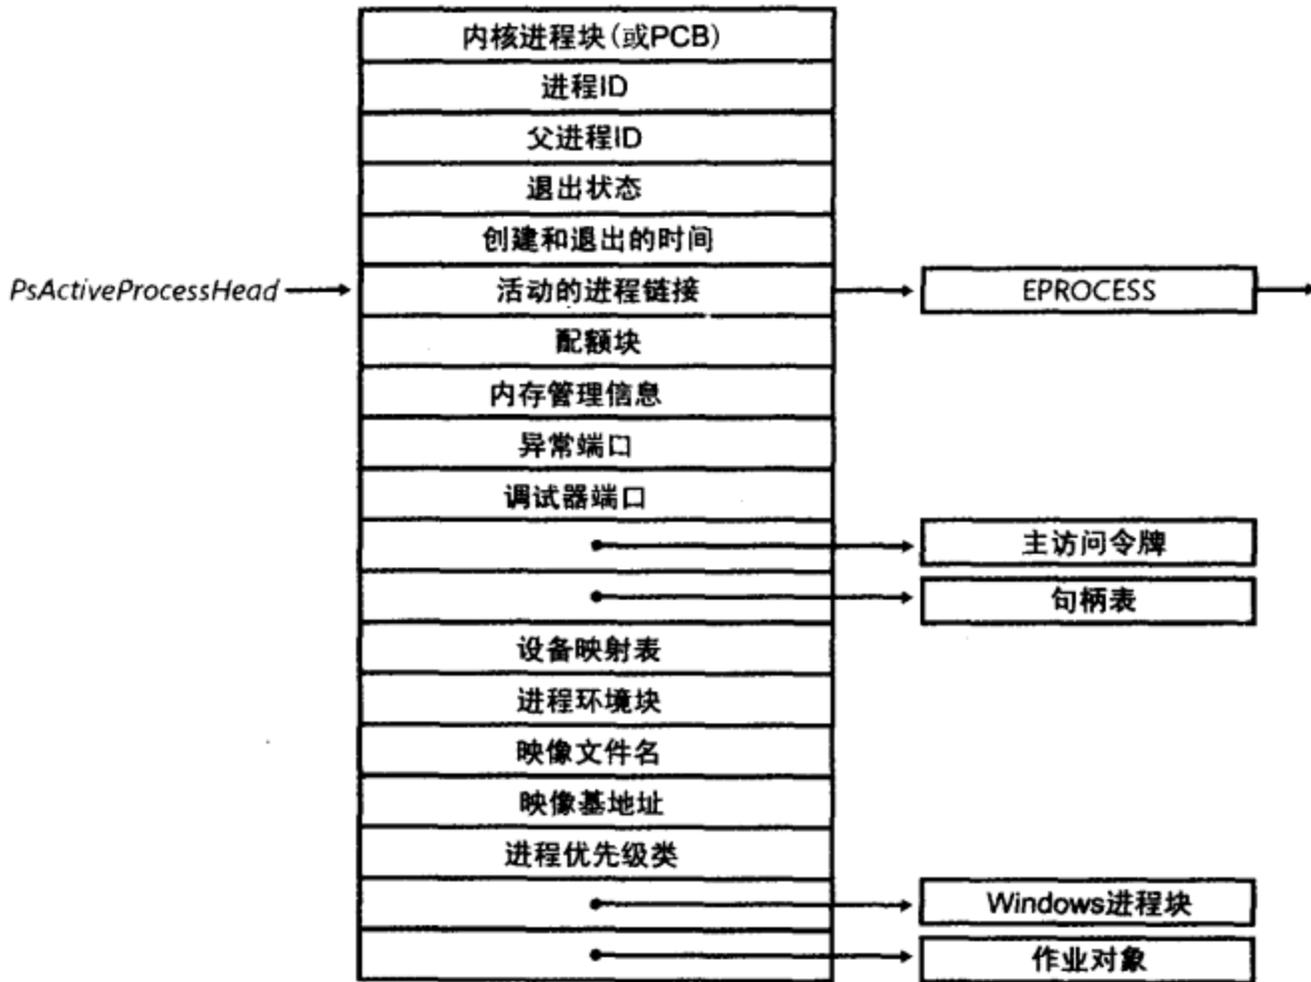 内核进程块(或PCB)
进程ID
父进程ID
退出状态
创建和退出的时间
PsActiveProcessHead
活动的进程链接
EPROCESS
配额块
内存管理信息
异常端口
调试器端口
主访问令牌
句柄表
设备映射表
进程环境块
映像文件名
映像基地址
进程优先级类
Windows进程块
作业对象